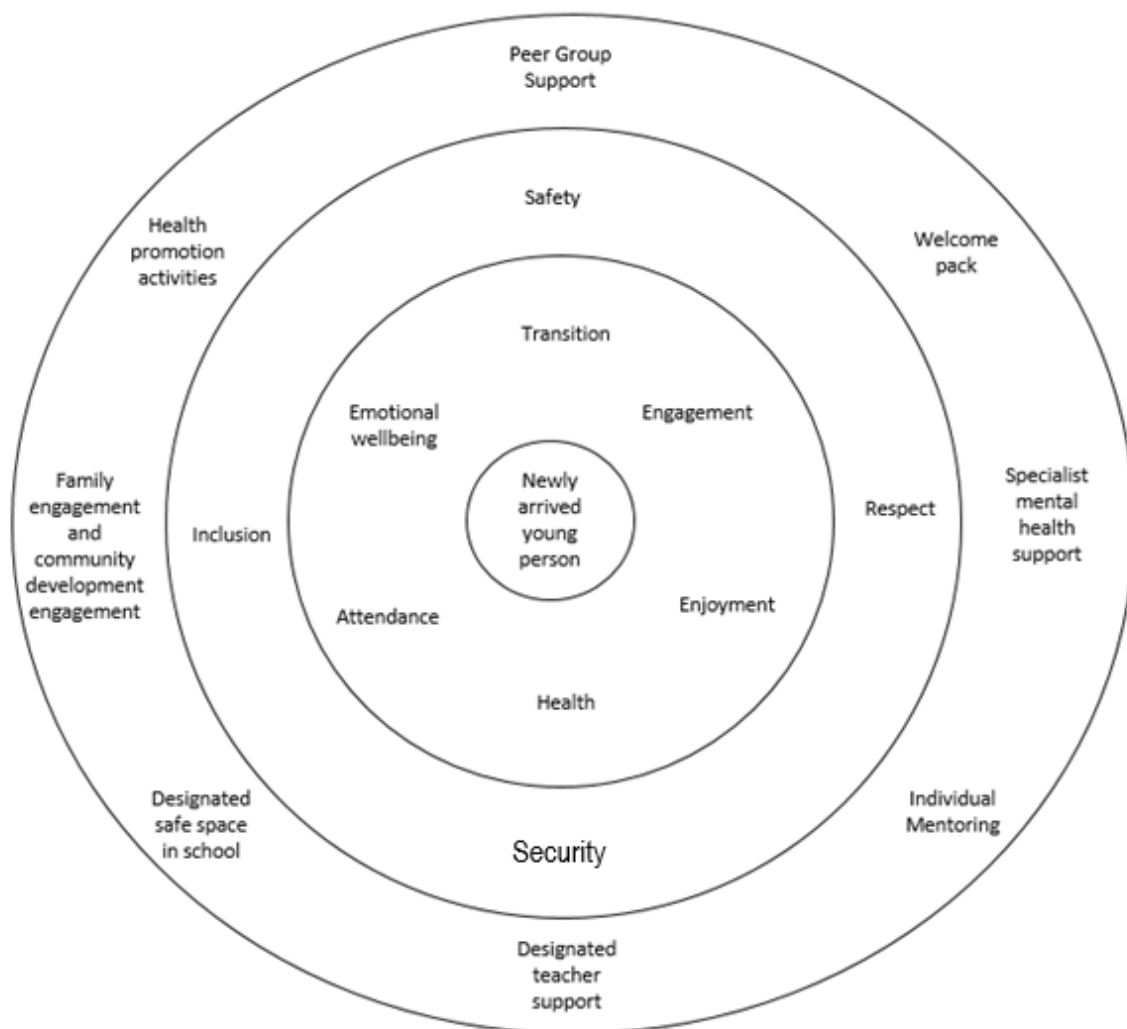 Peer Group
Support
Safety
Health
promotion
activities
Welcome
pack
Transition
Emotional
wellbeing
Engagement
Newly
arrived
young
person
Family
engagement
and
community
development
engagement
Inclusion
Respect
Specialist
mental
health
support
Attendance
Enjoyment
Health
Designated
safe space
in school
Security
Individual
Mentoring
Designated
teacher
support